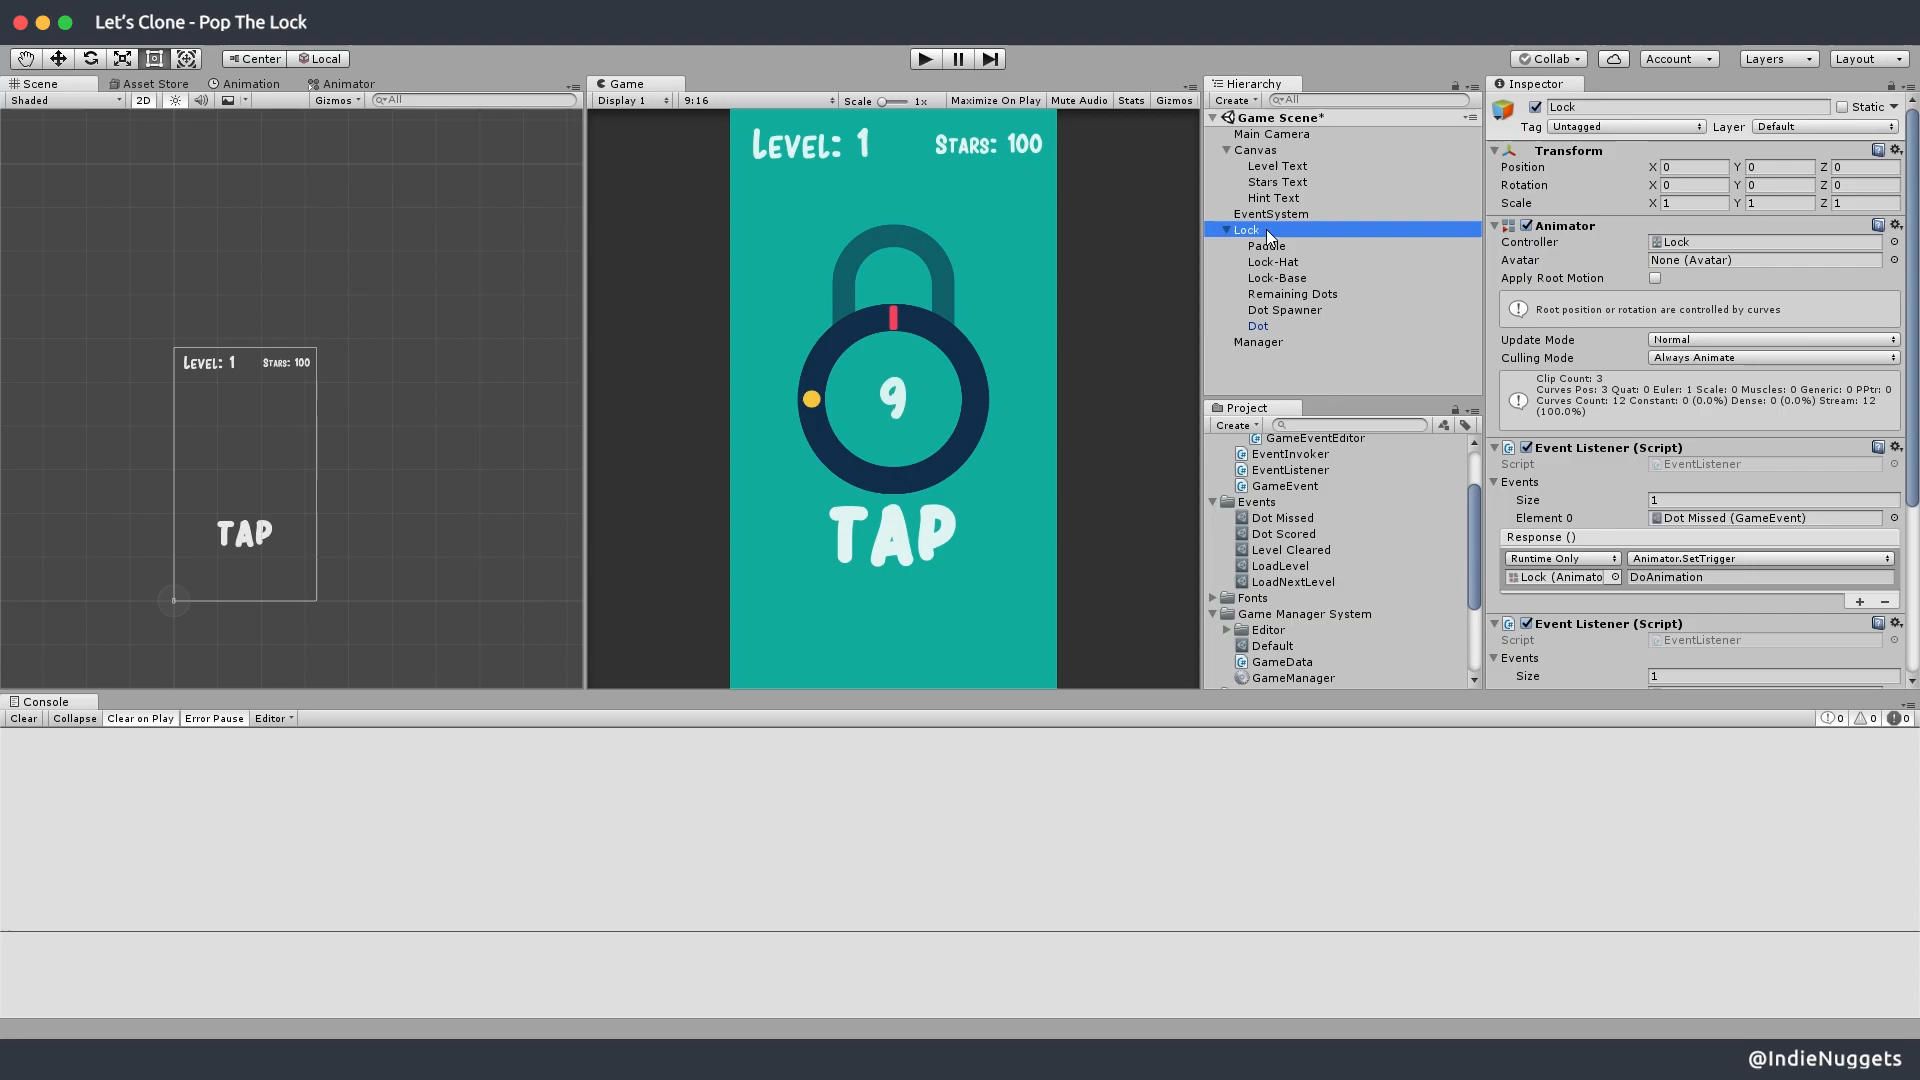 Let's Clone - Pop The Lock
Center Local
Collab Account Layers Layout
Scene Asset Store Animation Animator
Shaded 2D Gizmos All
Game
Display 1 9:16 Scale 1x Maximize On Play Mute Audio Stats Gizmos
Level: 1 Stars: 100
TAP
Level: 1 Stars: 100
9
TAP
Hierarchy
Create All
Game Scene*
Main Camera
Canvas
Level Text
Stars Text
Hint Text
EventSystem
Lock
Paddle
Lock-Hat
Lock-Base
Remaining Dots
Dot Spawner
Dot
Manager
Project
Create
GameEventEditor
EventInvoker
EventListener
GameEvent
Events
Dot Missed
Dot Scored
Level Cleared
LoadLevel
LoadNextLevel
Fonts
Game Manager System
Editor
Default
GameData
GameManager
Inspector
Lock Static
Tag Untagged Layer Default
Transform
Position X 0 Y 0 Z 0
Rotation X 0 Y 0 Z 0
Scale X 1 Y 1 Z 1
Animator
Controller Lock
Avatar None (Avatar)
Apply Root Motion
Root position or rotation are controlled by curves
Update Mode Normal
Culling Mode Always Animate
Clip Count: 3
Curves Pos: 3 Quat: 0 Euler: 1 Scale: 0 Muscles: 0 Generic: 0 PPtr: 0
Curves Count: 12 Constant: 0 (0.0%) Dense: 0 (0.0%) Stream: 12
(100.0%)
Event Listener (Script)
Script EventListener
Events
Size 1
Element 0 Dot Missed (GameEvent)
Response ()
Runtime Only Animator.SetTrigger
Lock (Animato DoAnimation
Event Listener (Script)
Script EventListener
Events
Size 1
Console
Clear Collapse Clear on Play Error Pause Editor 0 0 0
@IndieNuggets